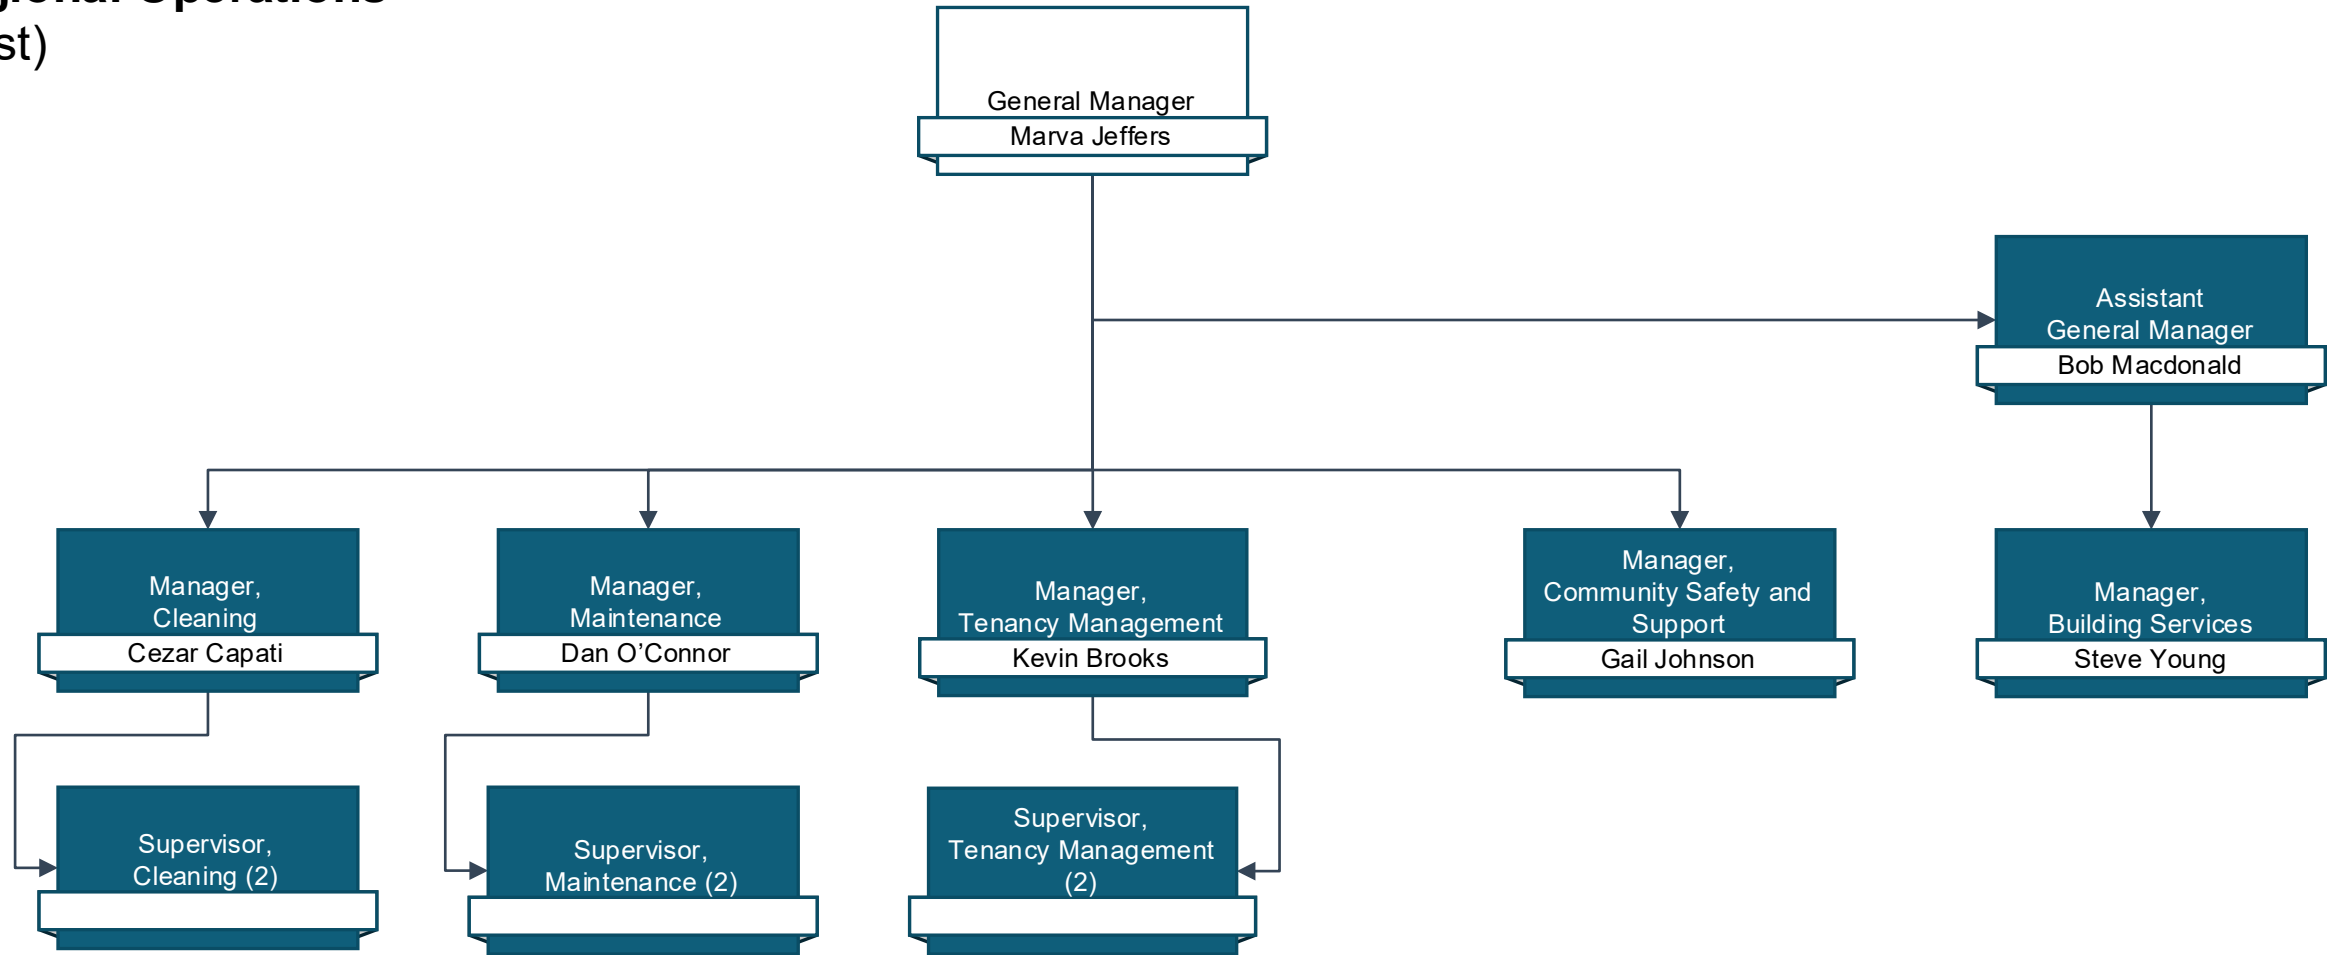 gional Operations
st)
General Manager
Marva Jeffers
Assistant
General Manager
Bob Macdonald
Manager,
Cleaning
Cezar Capati
Manager,
Maintenance
Dan O’Connor
Manager,
Tenancy Management
Kevin Brooks
Manager,
Community Safety and
Support
Gail Johnson
Manager,
Building Services
Steve Young
Supervisor,
Cleaning (2)
Supervisor,
Maintenance (2)
Supervisor,
Tenancy Management
(2)